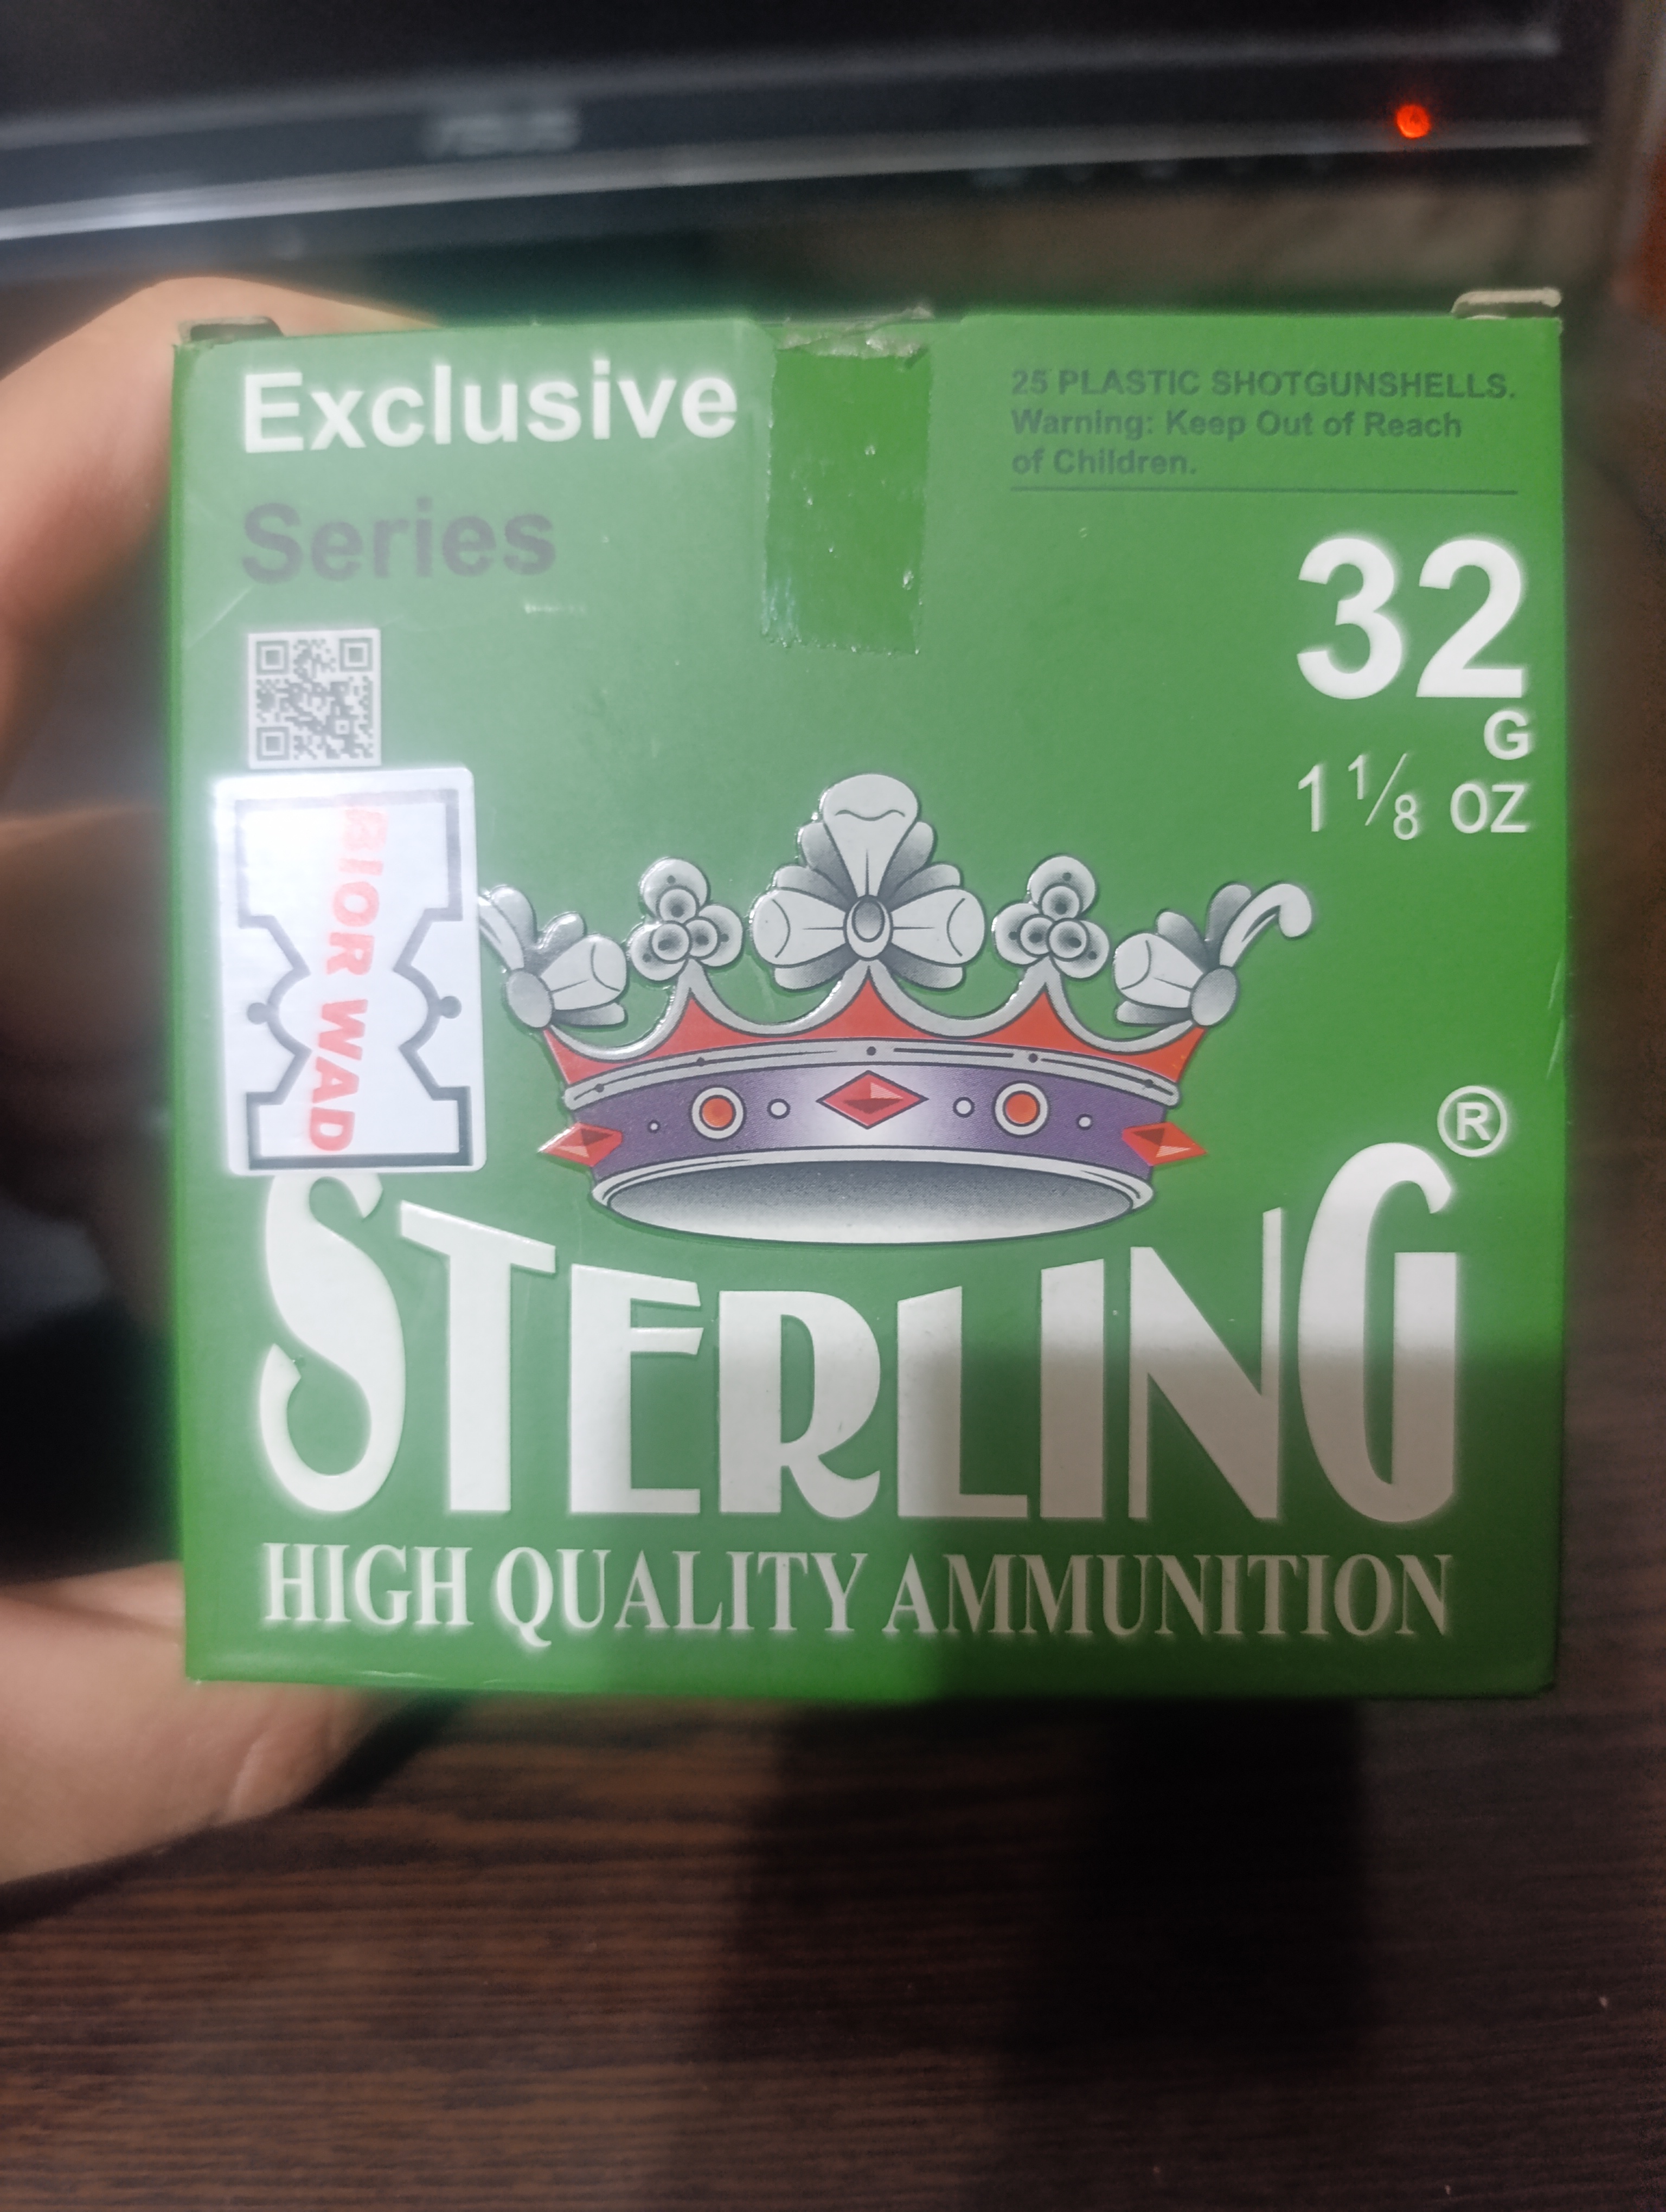 Exclusive
Series
25 PLASTIC SHOTGUNSHELLS.
Warning: Keep Out of Reach
of Children.
32
G
1 1/8 OZ
BIOR WAD
STERLING®
HIGH QUALITY AMMUNITION